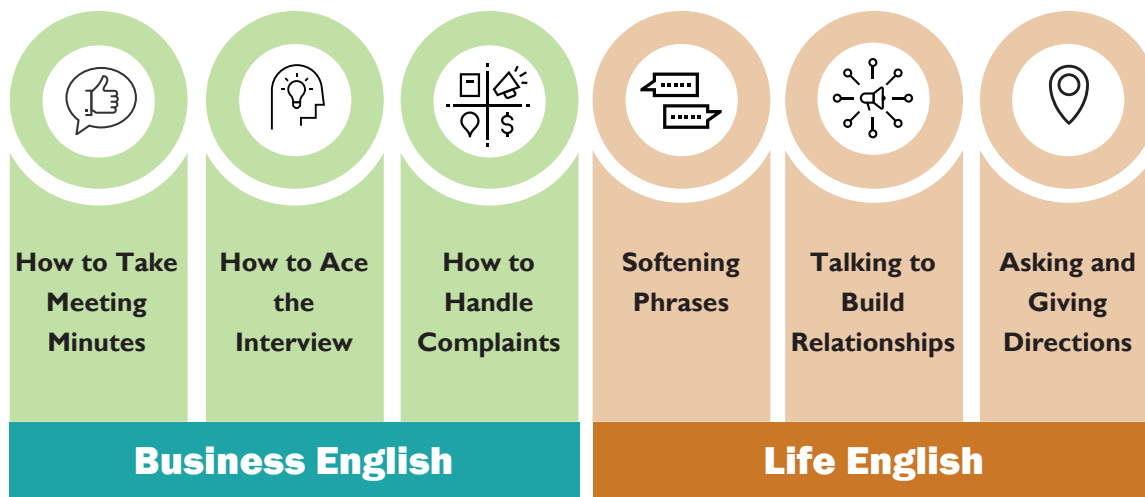 How to Take
Meeting
Minutes
How to Ace
the
Interview
How to
Handle
Complaints
Softening
Phrases
Talking to
Build
Relationships
Asking and
Giving
Directions
Business English
Life English